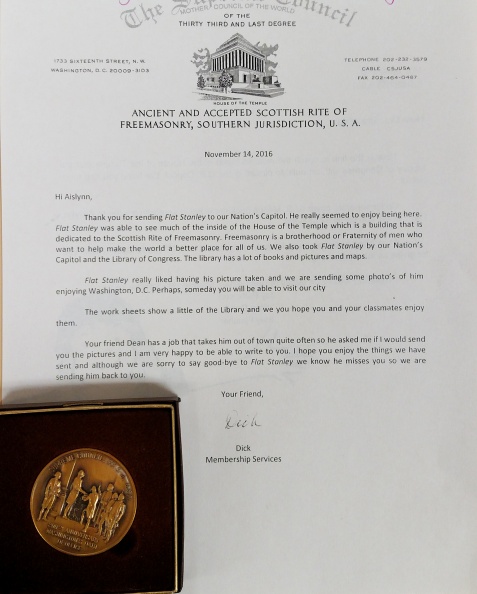 The Supreme Council
MOTHER COUNCIL OF THE WORLD
OF THE
THIRTY THIRD AND LAST DEGREE
1733 SIXTEENTH STREET, N. W.
WASHINGTON, D. C. 20009-3103
TELEPHONE 202-232-3579
CABLE CSJUSA
FAX 202-464-0487
HOUSE OF THE TEMPLE
ANCIENT AND ACCEPTED SCOTTISH RITE OF
FREEMASONRY, SOUTHERN JURISDICTION, U. S. A.
November 14, 2016
Hi Aislynn,
Thank you for sending Flat Stanley to our Nation's Capitol. He really seemed to enjoy being here.
Flat Stanley was able to see much of the inside of the House of the Temple which is a building that is
dedicated to the Scottish Rite of Freemasonry. Freemasonry is a brotherhood or Fraternity of men who
want to help make the world a better place for all of us. We also took Flat Stanley by our Nation's
Capitol and the Library of Congress. The library has a lot of books and pictures and maps.
Flat Stanley really liked having his picture taken and we are sending some photo's of him
enjoying Washington, D.C. Perhaps, someday you will be able to visit our city
The work sheets show a little of the Library and we you hope you and your classmates enjoy
them.
Your friend Dean has a job that takes him out of town quite often so he asked me if I would send
you the pictures and I am very happy to be able to write to you. I hope you enjoy the things we have
sent and although we are sorry to say good-bye to Flat Stanley we know he misses you so we are
sending him back to you.
Your Friend,
Dick
Dick
Membership Services